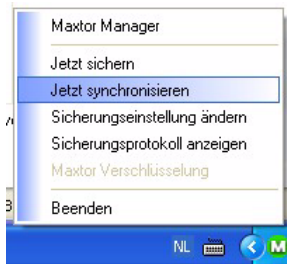 Maxtor Manager
Jetzt sichern
Jetzt synchronisieren
Sicherungseinstellung ändern
Sicherungsprotokoll anzeigen
Maxtor Verschlüsselung
Beenden
NL